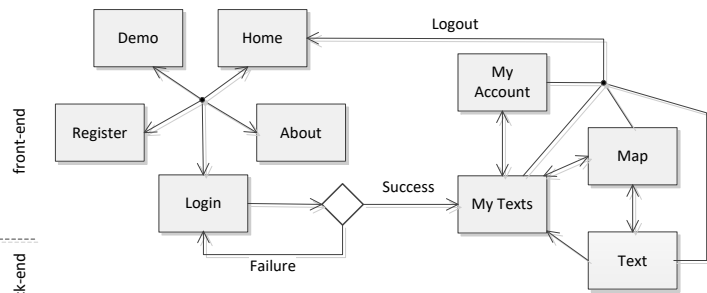 Logout
Demo
Home
My
Account
front-end
Register
About
Map
Login
Success
My Texts
Failure
Text